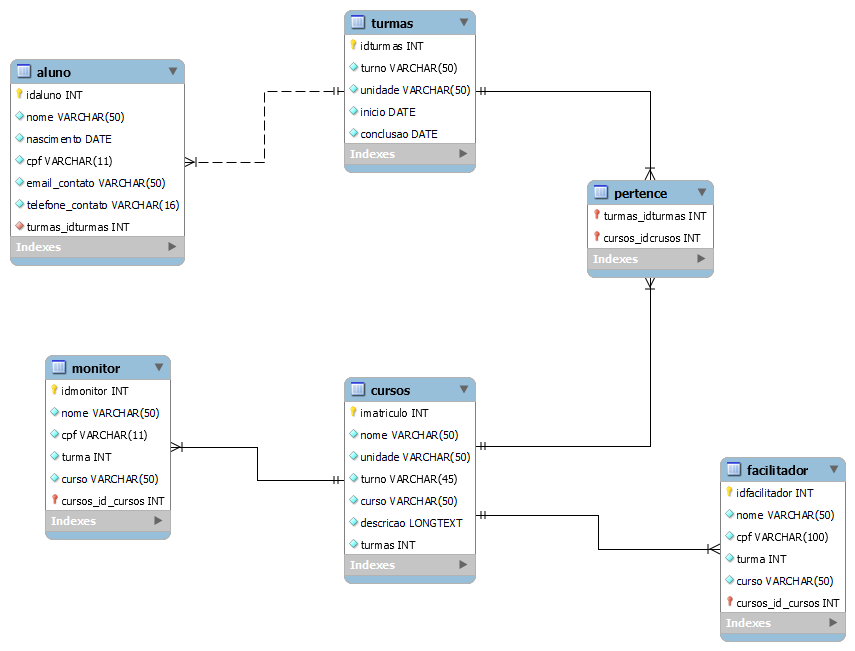 turmas
idturmas INT
turno VARCHAR(50)
unidade VARCHAR(50)
inicio DATE
conclusao DATE
Indexes
aluno
idaluno INT
nome VARCHAR(50)
nascimento DATE
cpf VARCHAR(11)
email_contato VARCHAR(50)
telefone_contato VARCHAR(16)
turmas_idturmas INT
Indexes
pertence
turmas_idturmas INT
cursos_idcrusos INT
Indexes
monitor
idmonitor INT
nome VARCHAR(50)
cpf VARCHAR(11)
turma INT
curso VARCHAR(50)
cursos_id_cursos INT
Indexes
cursos
imatriculo INT
nome VARCHAR(50)
unidade VARCHAR(50)
turno VARCHAR(45)
curso VARCHAR(50)
descricao LONGTEXT
turmas INT
Indexes
facilitador
idfacilitador INT
nome VARCHAR(50)
cpf VARCHAR(100)
turma INT
curso VARCHAR(50)
cursos_id_cursos INT
Indexes